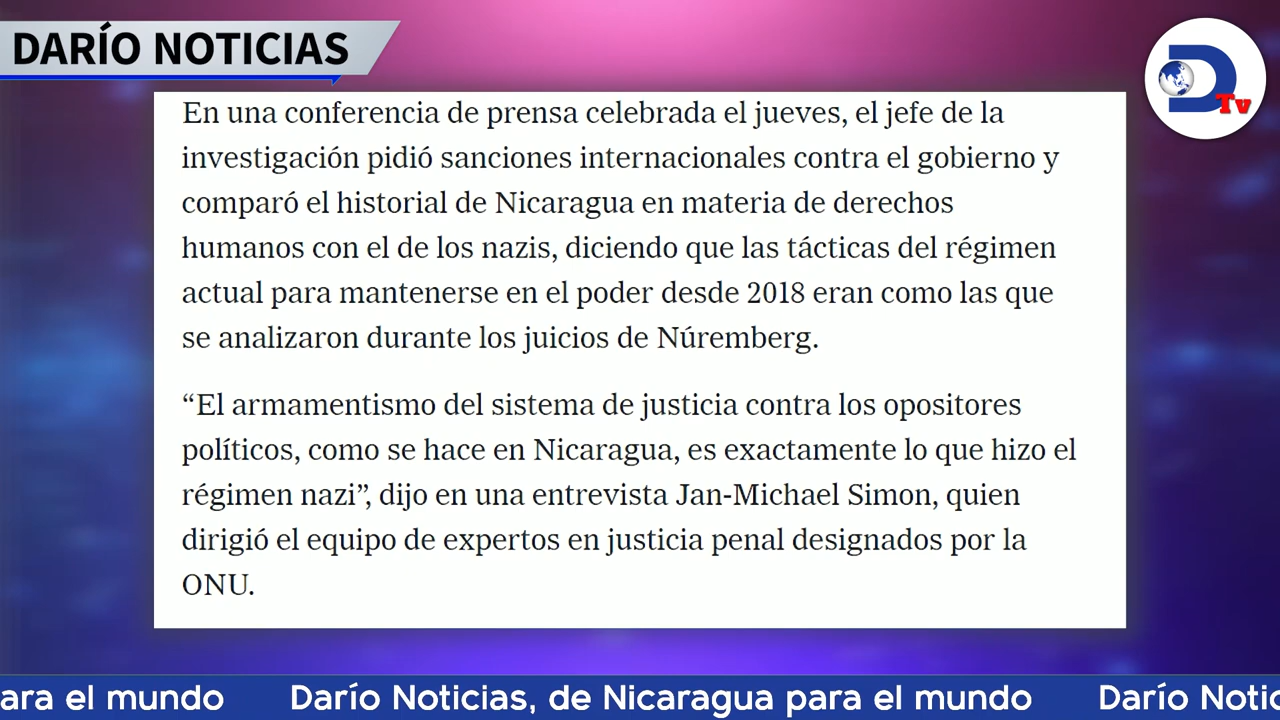 DARÍO NOTICIAS
Tv
En una conferencia de prensa celebrada el jueves, el jefe de la
investigación pidió sanciones internacionales contra el gobierno y
comparó el historial de Nicaragua en materia de derechos
humanos con el de los nazis, diciendo que las tácticas del régimen
actual para mantenerse en el poder desde 2018 eran como las que
se analizaron durante los juicios de Núremberg.
“El armamentismo del sistema de justicia contra los opositores
políticos, como se hace en Nicaragua, es exactamente lo que hizo el
régimen nazi”, dijo en una entrevista Jan-Michael Simon, quien
dirigió el equipo de expertos en justicia penal designados por la
ONU.
ara el mundo Darío Noticias, de Nicaragua para el mundo Darío Notic